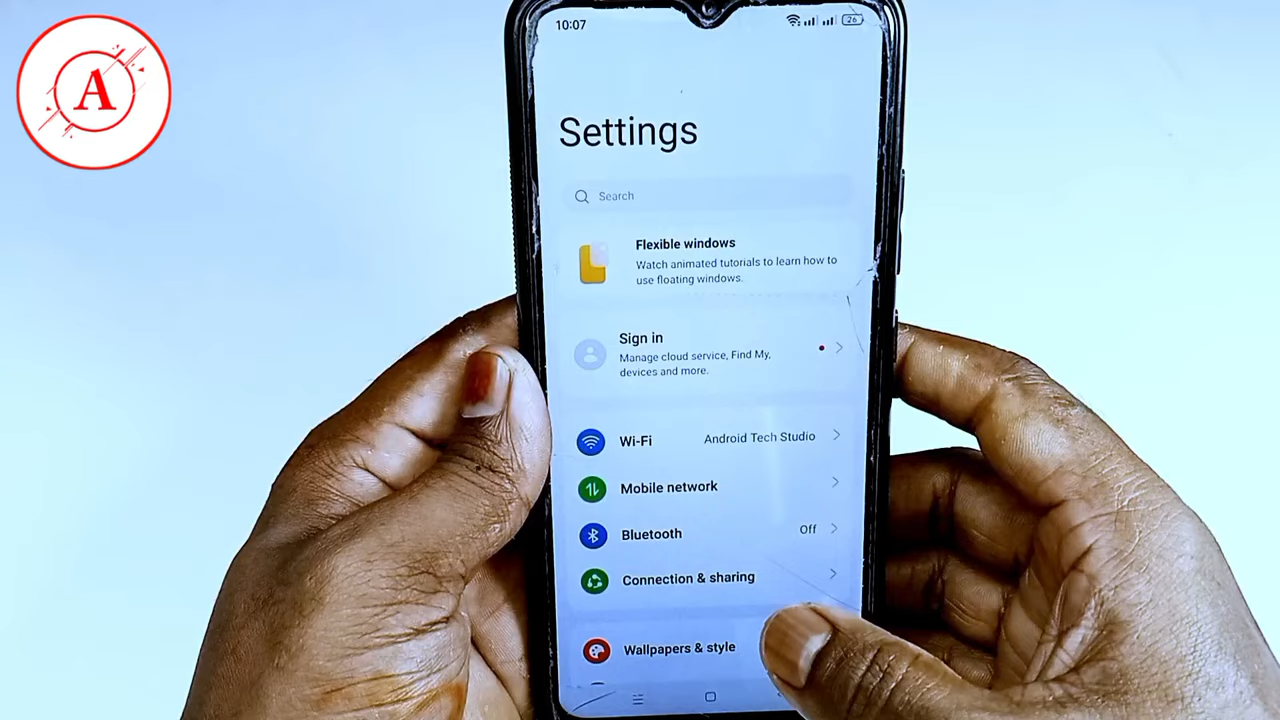 A
10:07
26
Settings
Search
Flexible windows
Watch animated tutorials to learn how to
use floating windows.
Sign in
Manage cloud service, Find My,
devices and more.
Wi-Fi Android Tech Studio
Mobile network
Bluetooth Off
Connection & sharing
Wallpapers & style